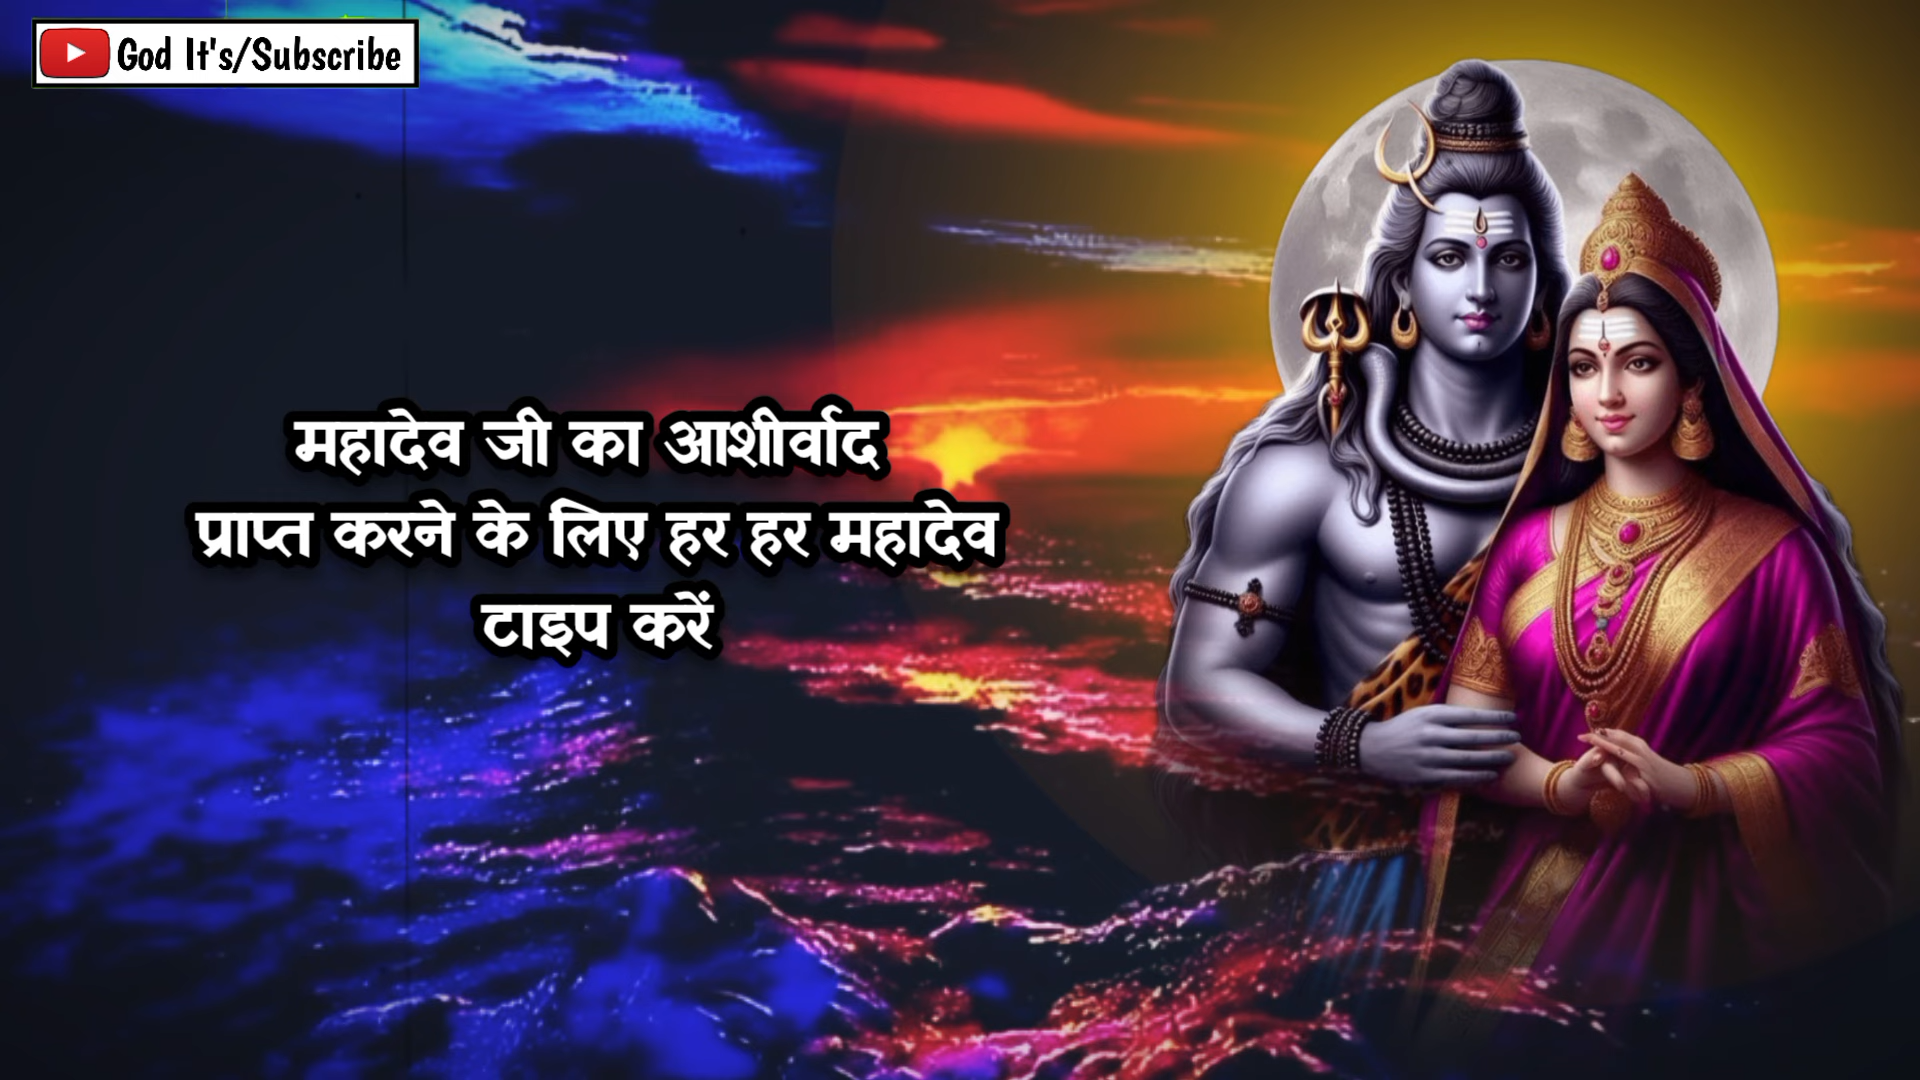 God It's/Subscribe
महादेव जी का आशीर्वाद
प्राप्त करने के लिए हर हर महादेव
टाइप करें